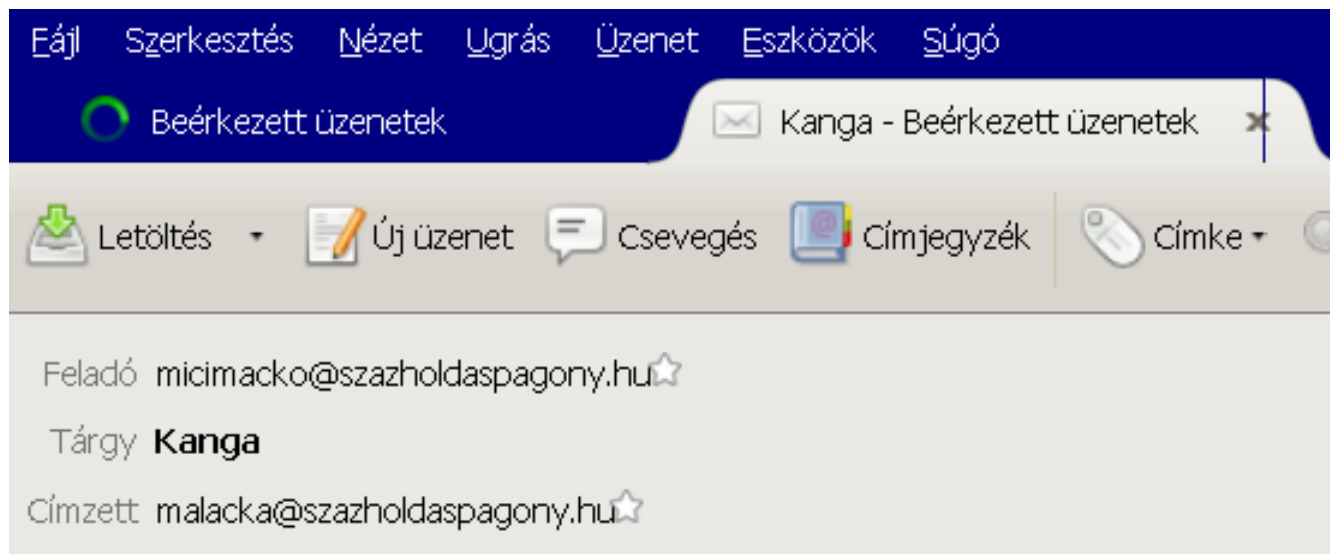 Fájl Szerkesztés Nézet Ugrás Üzenet Eszközök Súgó
Beérkezett üzenetek Kanga - Beérkezett üzenetek
Letöltés Új üzenet Csevegés Címjegyzék Címke
Feladó micimacko@szazholdaspagony.hu
Tárgy Kanga
Címzett malacka@szazholdaspagony.hu